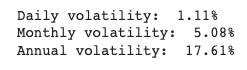 Daily volatility:  1.11%
Monthly volatility:  5.08%
Annual volatility:  17.61%